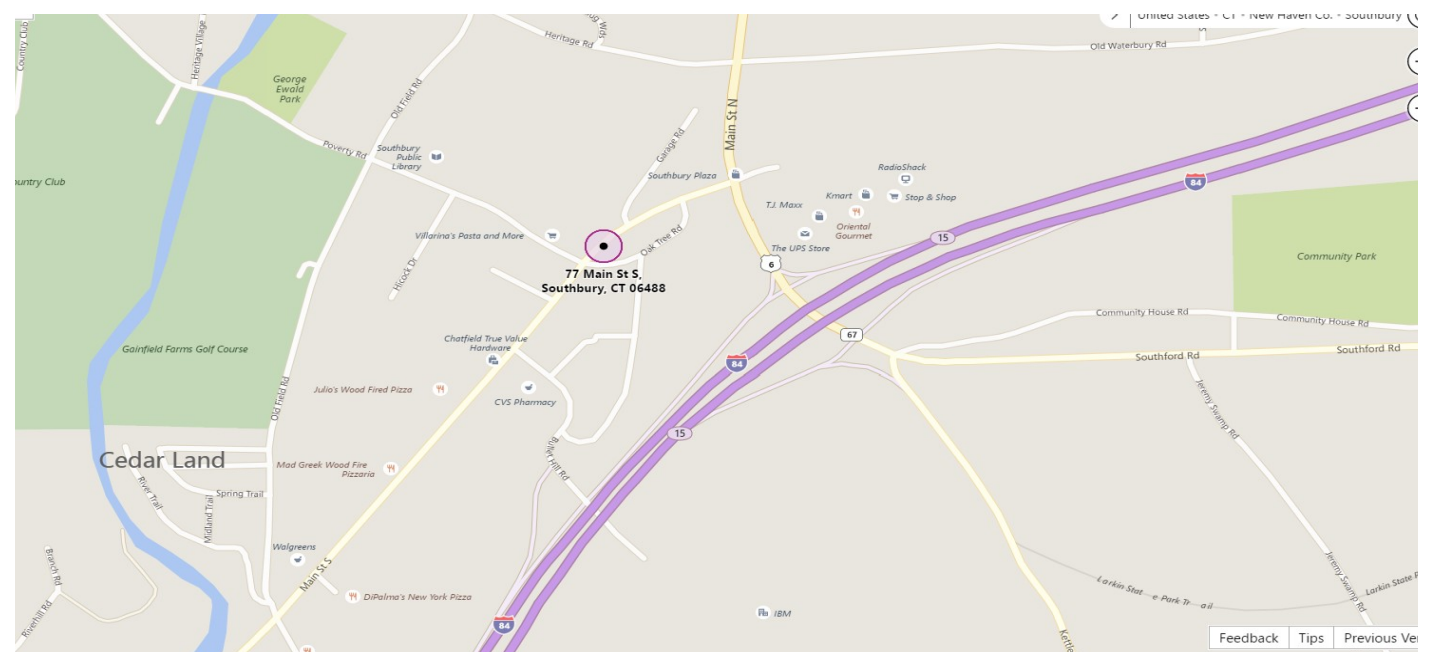 United States • CT • New Haven Co. • Southbury
Country Club
Heritage Village
Heritage Rd
Old Waterbury Rd
George
Ewald
Park
Old Field Rd
Main St N
Poverty Rd
Southbury
Public
Library
Garage Rd
Southbury Plaza
RadioShack
84
Kmart
Stop & Shop
T.J. Maxx
Oriental
Gourmet
The UPS Store
15
ountry Club
Villarina's Pasta and More
Oak Tree Rd
Hicock Dr
6
Community Park
77 Main St S,
Southbury, CT 06488
Community House Rd
Community House Rd
67
Chatfield True Value
Hardware
Gainfield Farms Golf Course
Southford Rd
Southford Rd
84
Julio's Wood Fired Pizza
CVS Pharmacy
Old Field Rd
Jeremy Swamp Rd
15
Bullet Hill Rd
Cedar Land
Mad Greek Wood Fire
Pizzaria
River Trail
Spring Trail
Midland Trail
Walgreens
Main St S
Branch Rd
Riverhill Rd
DiPalma's New York Pizza
IBM
84
Larkin Stat e Park Tr ail
Jeremy Swamp Rd
Larkin State P
Kettle
Feedback
Tips
Previous Ve